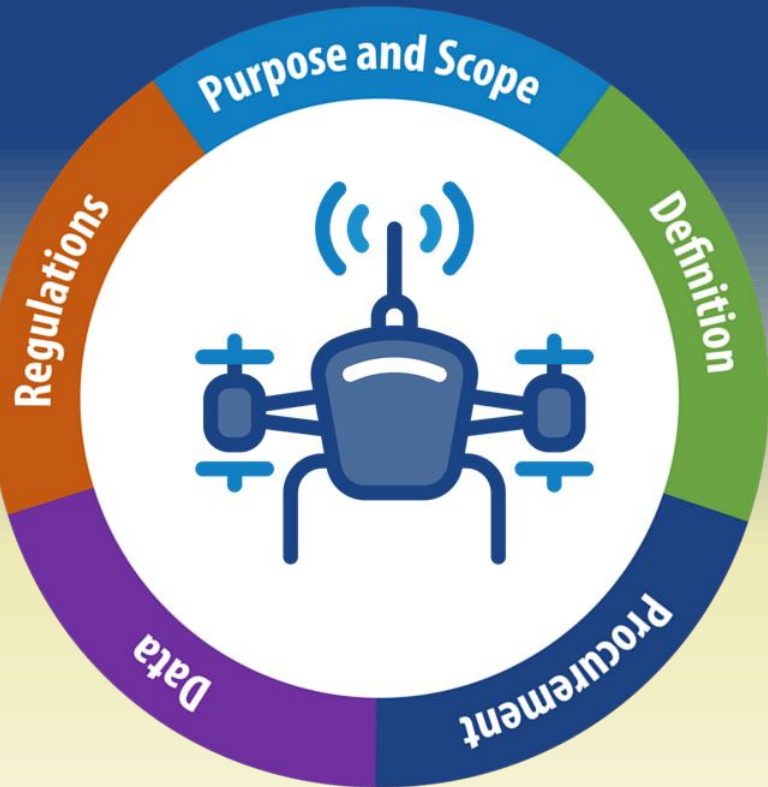 Purpose and Scope
Definition
Procurement
Data
Regulations